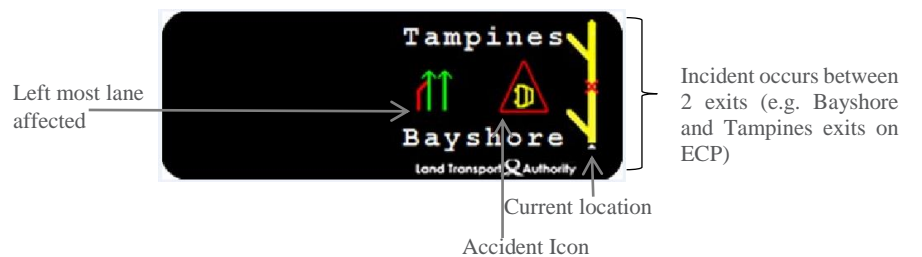 Tampines
Left most lane
affected
Incident occurs between
2 exits (e.g. Bayshore
and Tampines exits on
ECP)
Bayshore
Land Transport Authority
Current location
Accident Icon